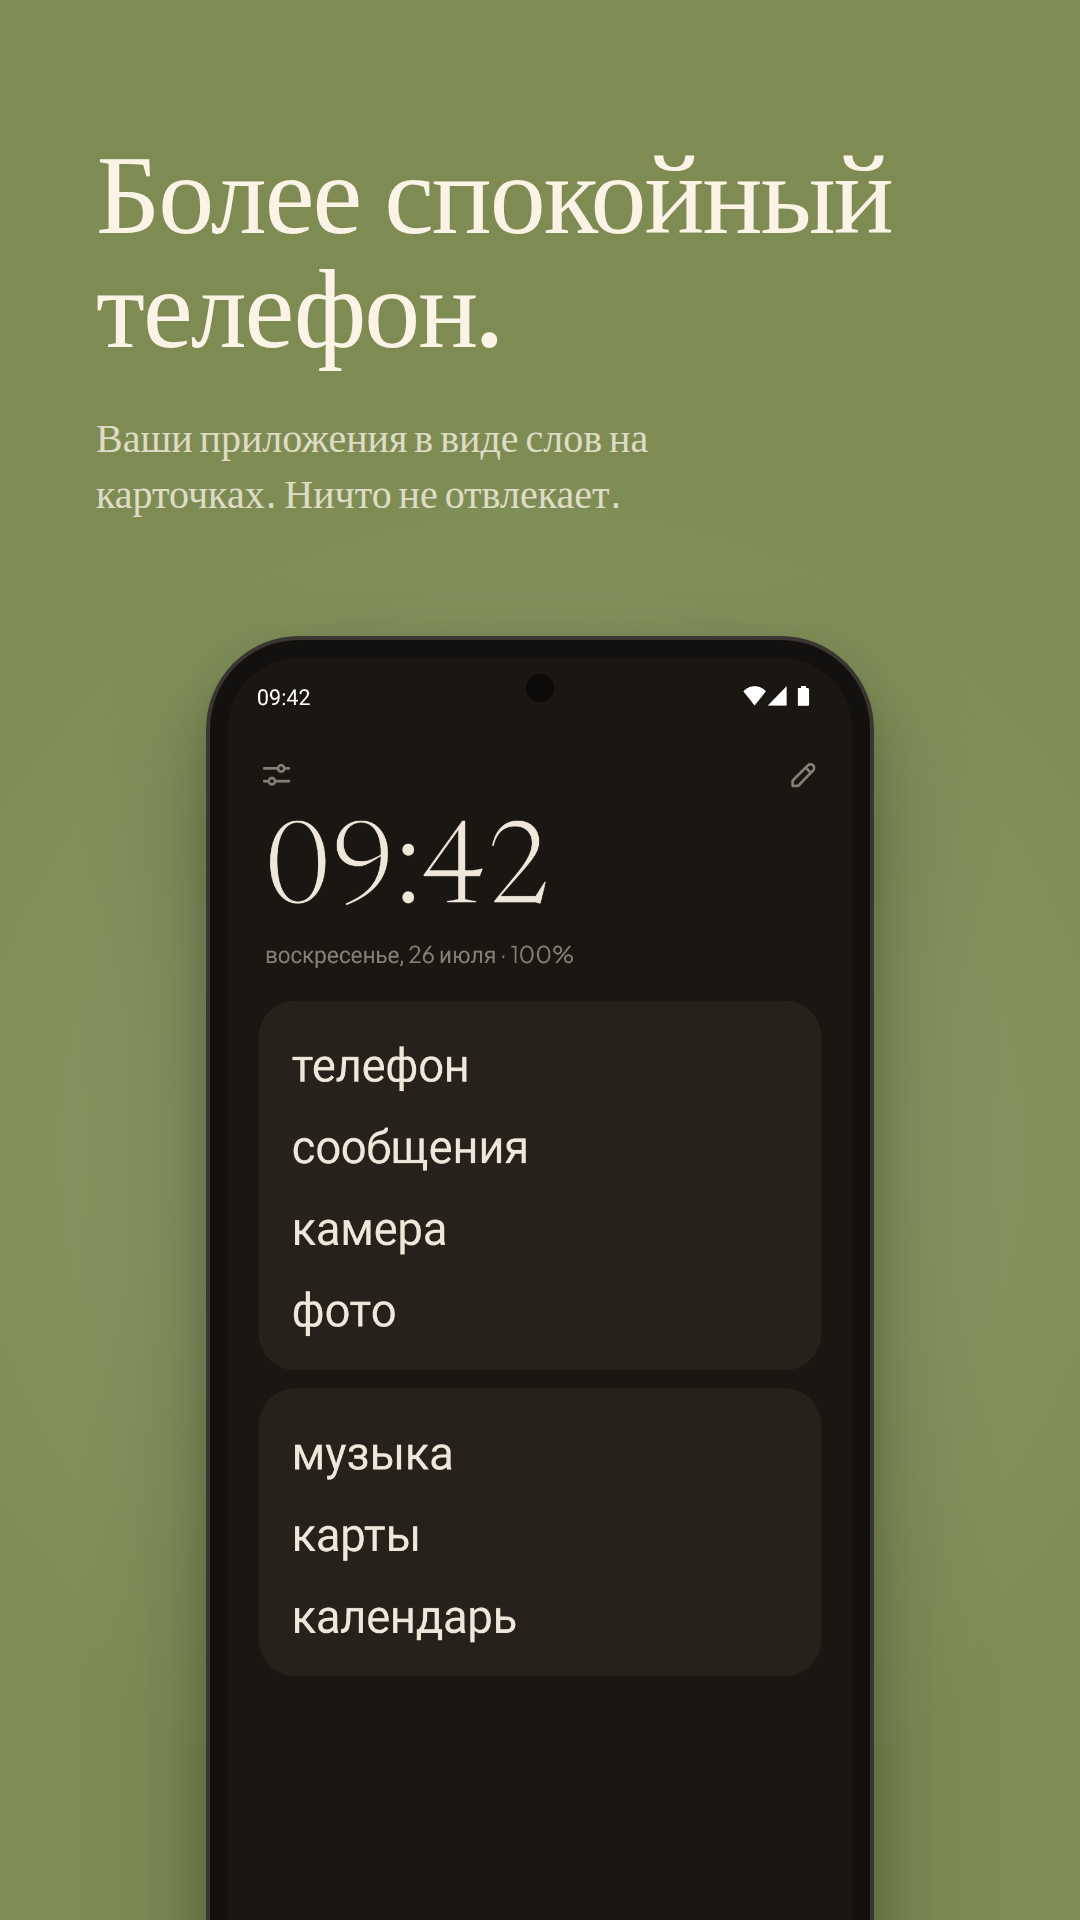 Более спокойный
телефон.
Ваши приложения в виде слов на
карточках. Ничто не отвлекает.
09:42
09:42
воскресенье, 26 июля · 100%
телефон
сообщения
камера
фото
музыка
карты
календарь